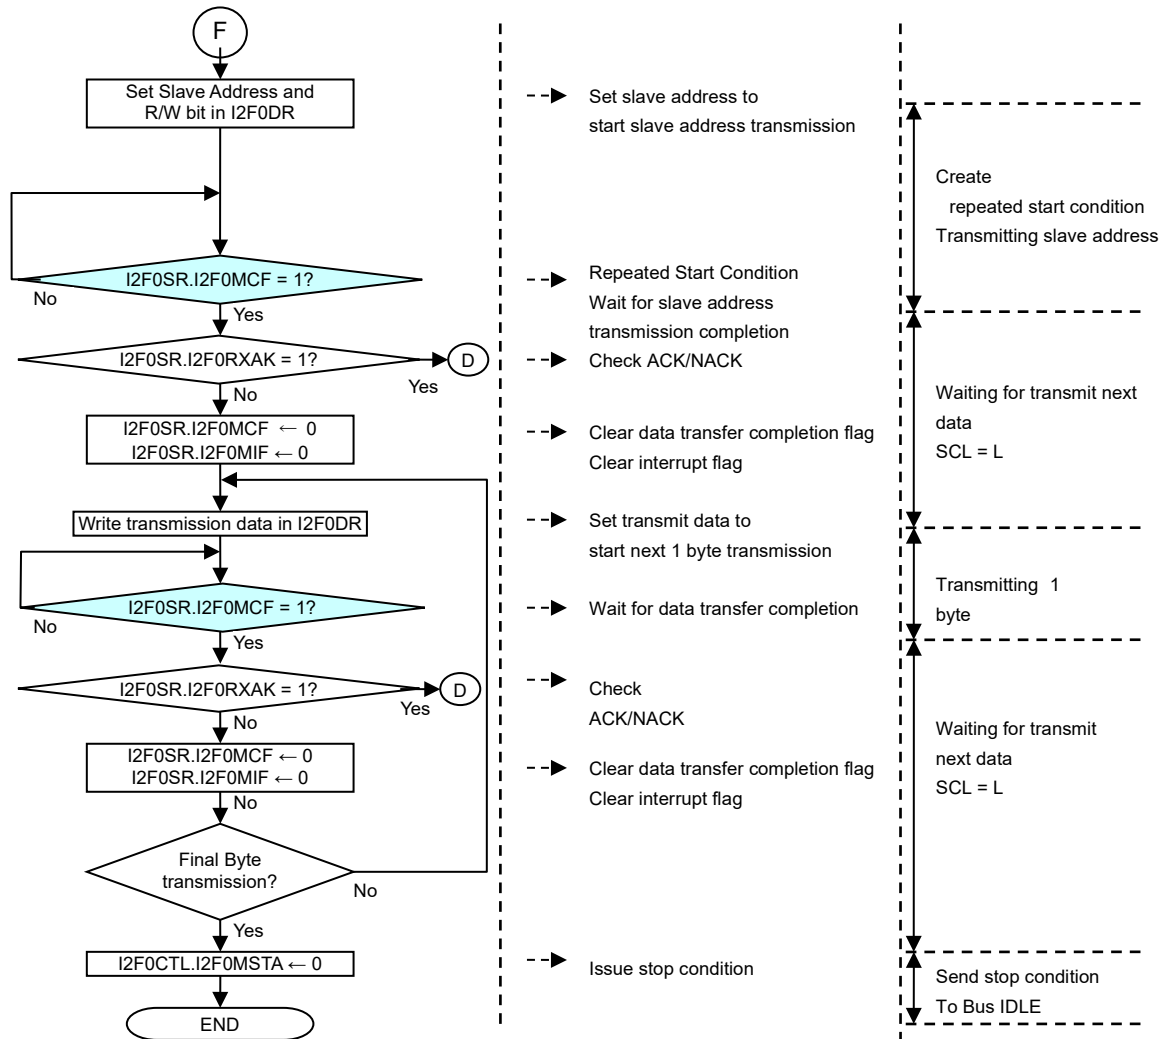 F
Set Slave Address and
R/W bit in I2F0DR
Set slave address to
start slave address transmission
Create
repeated start condition
Transmitting slave address
I2F0SR.I2F0MCF = 1?
No
Yes
Repeated Start Condition
Wait for slave address
transmission completion
I2F0SR.I2F0RXAK = 1?
Yes
D
No
Check ACK/NACK
Waiting for transmit next
data
SCL = L
I2F0SR.I2F0MCF ← 0
I2F0SR.I2F0MIF ← 0
Clear data transfer completion flag
Clear interrupt flag
Write transmission data in I2F0DR
Set transmit data to
start next 1 byte transmission
Transmitting 1
byte
I2F0SR.I2F0MCF = 1?
No
Yes
Wait for data transfer completion
I2F0SR.I2F0RXAK = 1?
Yes
D
No
Check
ACK/NACK
Waiting for transmit
next data
SCL = L
I2F0SR.I2F0MCF ← 0
I2F0SR.I2F0MIF ← 0
No
Clear data transfer completion flag
Clear interrupt flag
Final Byte
transmission?
No
Yes
I2F0CTL.I2F0MSTA ← 0
Issue stop condition
Send stop condition
To Bus IDLE
END